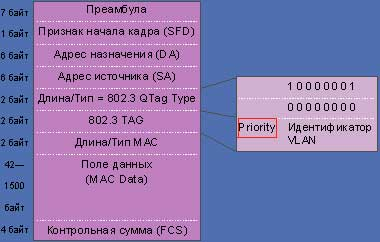 7 байт Преамбула
1 байт Признак начала кадра (SFD)
6 байт Адрес назначения (DA)
6 байт Адрес источника (SA)
2 байт Длина/Тип = 802.3 QTag Type
2 байт 802.3 TAG
2 байт Длина/Тип MAC
42—
1500
байт
Поле данных
(MAC Data)
4 байт Контрольная сумма (FCS)
10000001
00000000
Priority Идентификатор
VLAN